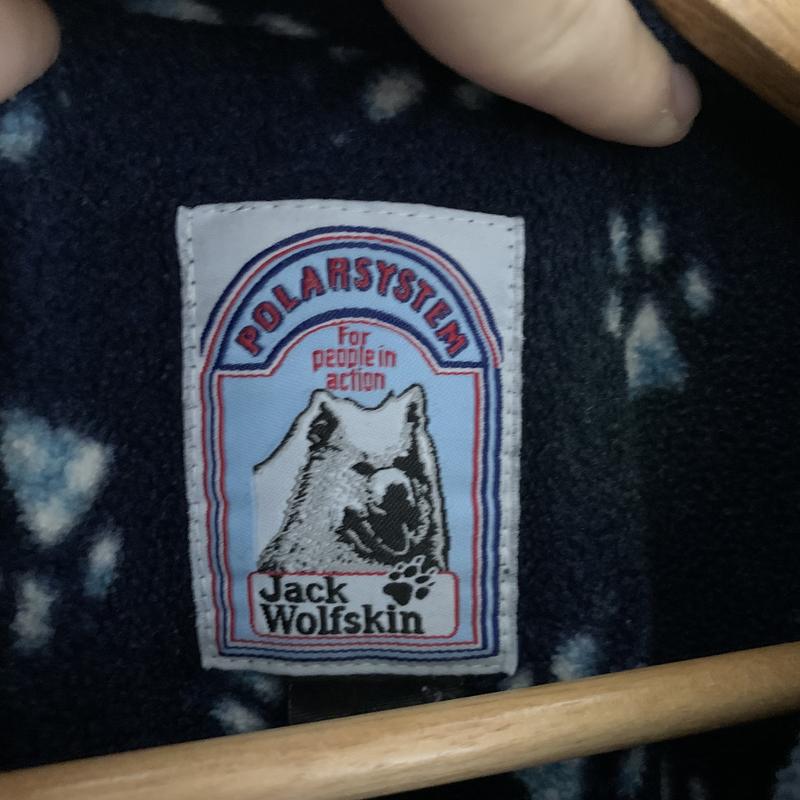 POLARSYSTEM
For
people in
action
Jack
Wolfskin